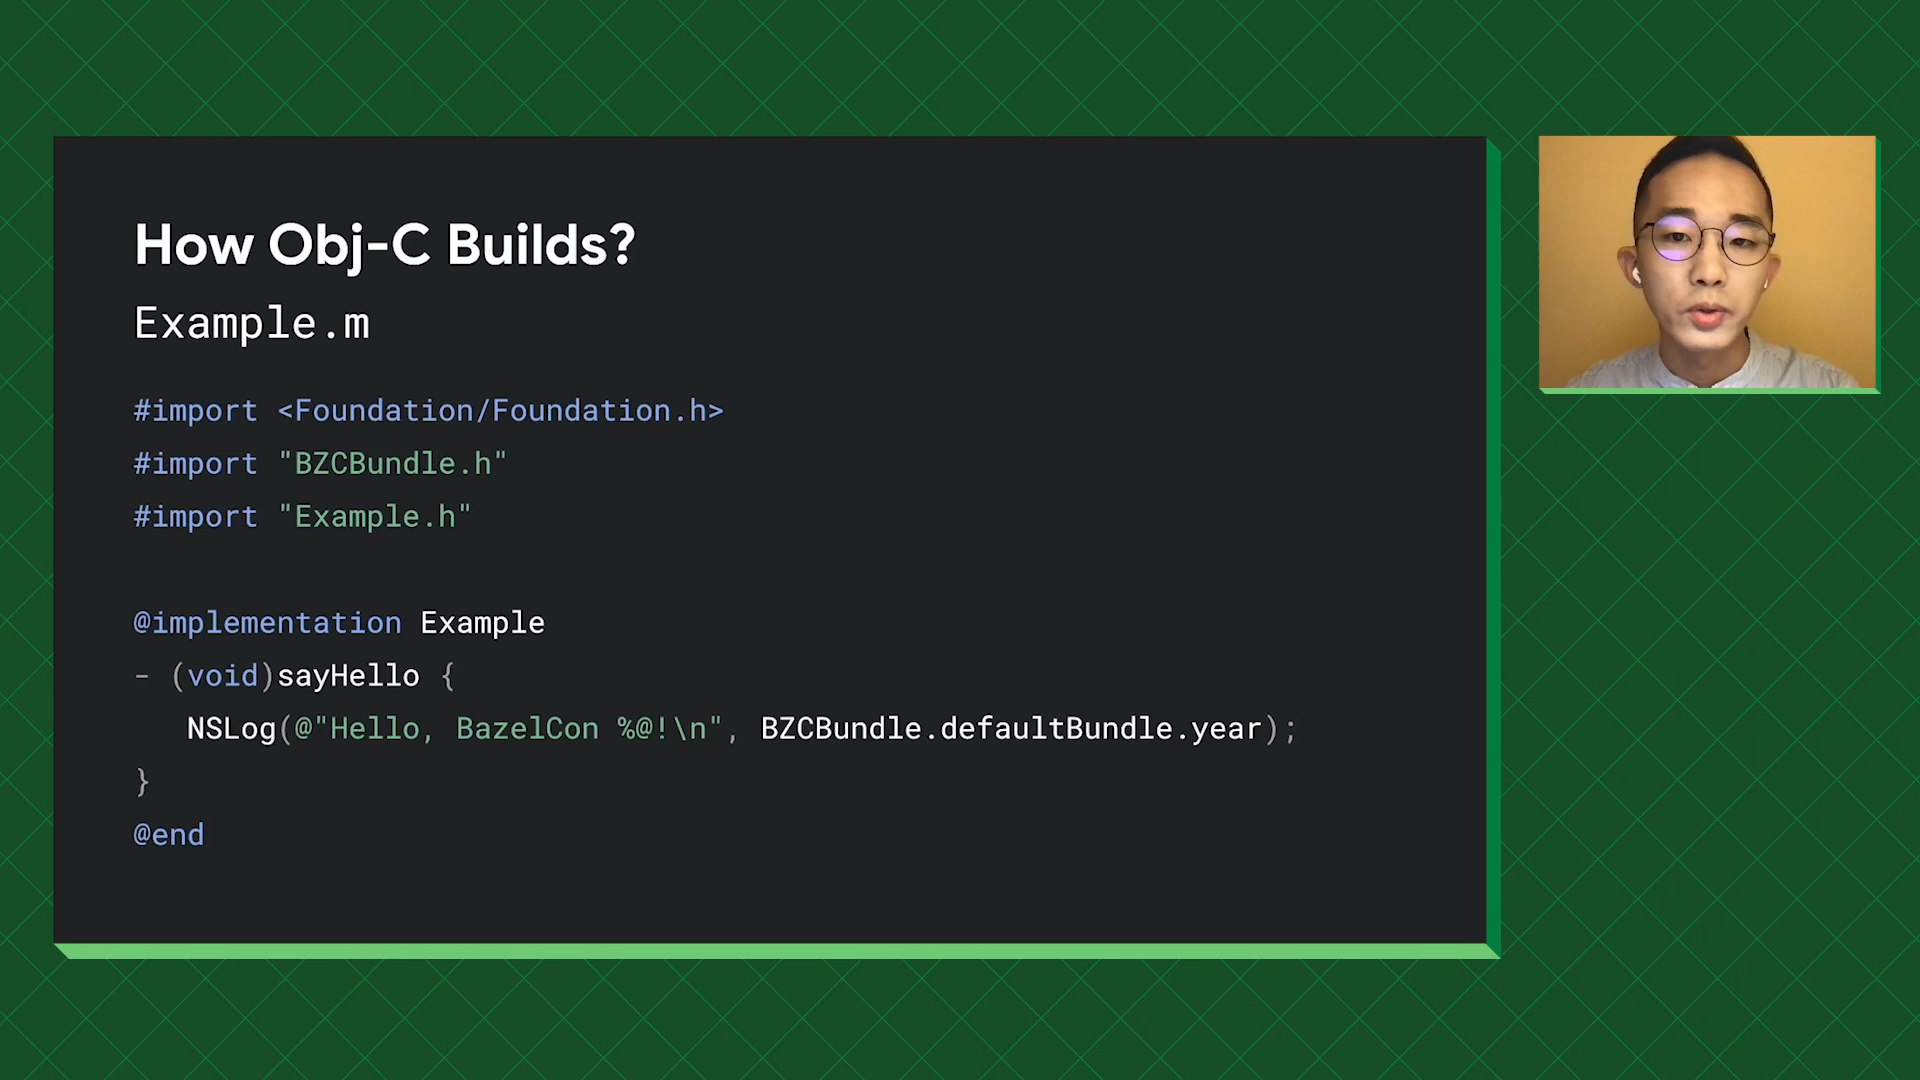 How Obj-C Builds?
Example.m
#import <Foundation/Foundation.h>
#import "BZCBundle.h"
#import "Example.h"
@implementation Example
- (void)sayHello {
   NSLog(@"Hello, BazelCon %@!\n", BZCBundle.defaultBundle.year);
}
@end